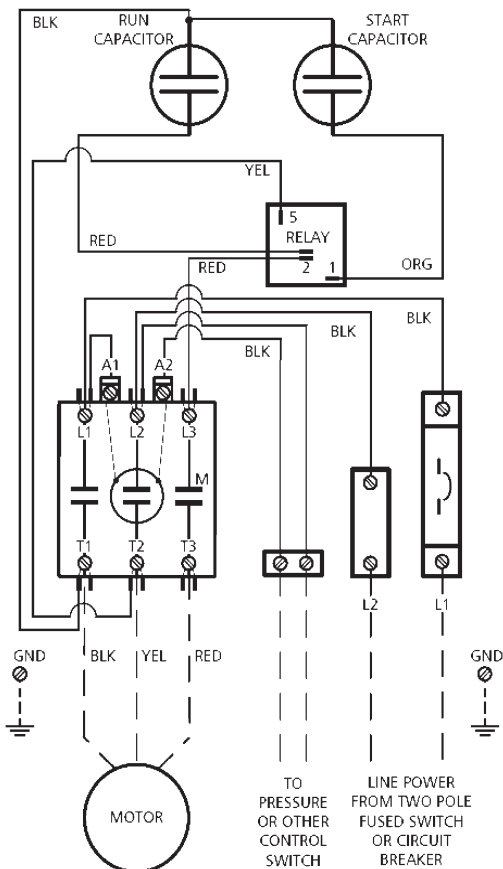 BLK
RUN
CAPACITOR
START
CAPACITOR
YEL
5
RELAY
2
1
RED
RED
ORG
BLK
BLK
BLK
A1
A2
L1
L2
L3
M
T1
T2
T3
L2
L1
GND
BLK
YEL
RED
GND
MOTOR
TO
PRESSURE
OR OTHER
CONTROL
SWITCH
LINE POWER
FROM TWO POLE
FUSED SWITCH
OR CIRCUIT
BREAKER